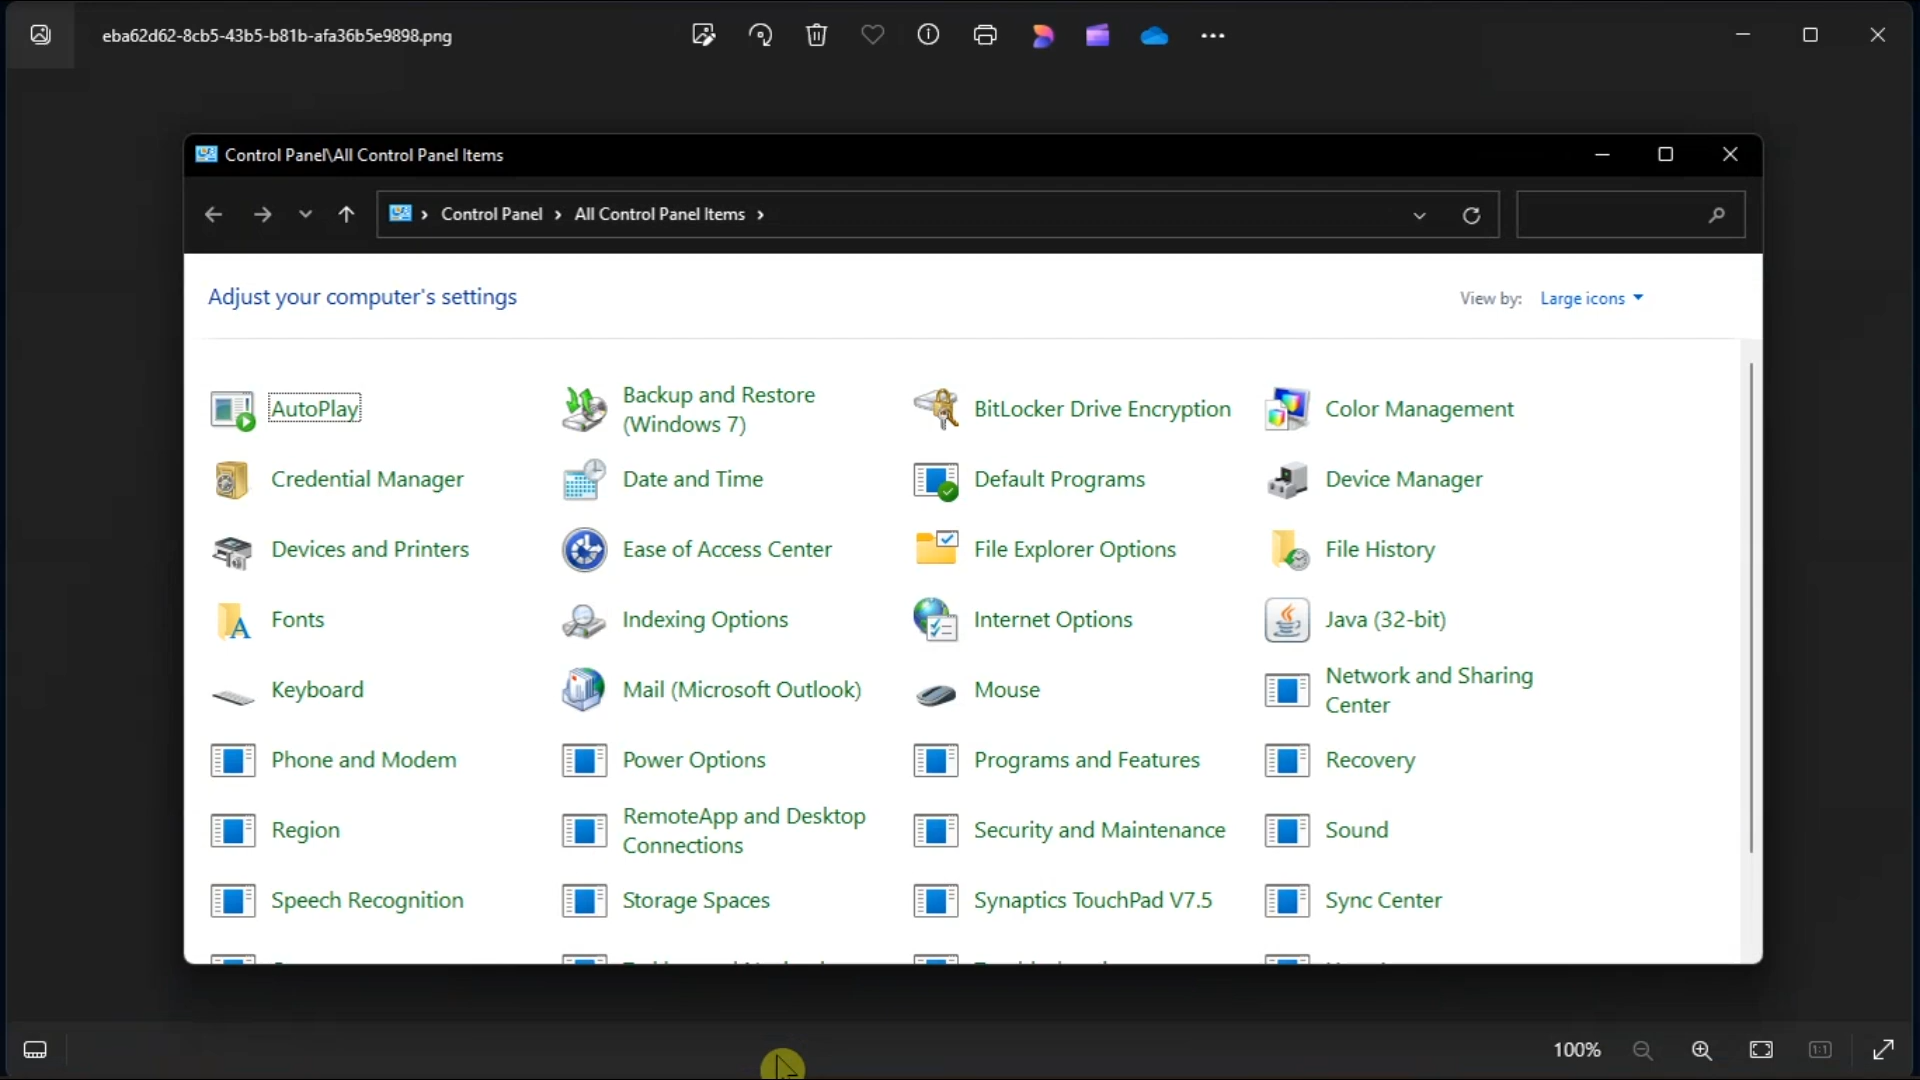 eba62d62-8cb5-43b5-b81b-afa36b5e9898.png
Control Panel\All Control Panel Items
Control Panel > All Control Panel Items >
Adjust your computer's settings
View by: Large icons
AutoPlay
Backup and Restore
(Windows 7)
BitLocker Drive Encryption
Color Management
Credential Manager
Date and Time
Default Programs
Device Manager
Devices and Printers
Ease of Access Center
File Explorer Options
File History
Fonts
Indexing Options
Internet Options
Java (32-bit)
Keyboard
Mail (Microsoft Outlook)
Mouse
Network and Sharing
Center
Phone and Modem
Power Options
Programs and Features
Recovery
Region
RemoteApp and Desktop
Connections
Security and Maintenance
Sound
Speech Recognition
Storage Spaces
Synaptics TouchPad V7.5
Sync Center
100%
1:1